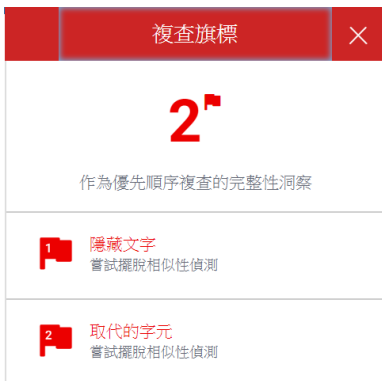 複查旗標
2
作為優先順序複查的完整性洞察
1
隱藏文字
嘗試擺脫相似性偵測
2
取代的字元
嘗試擺脫相似性偵測